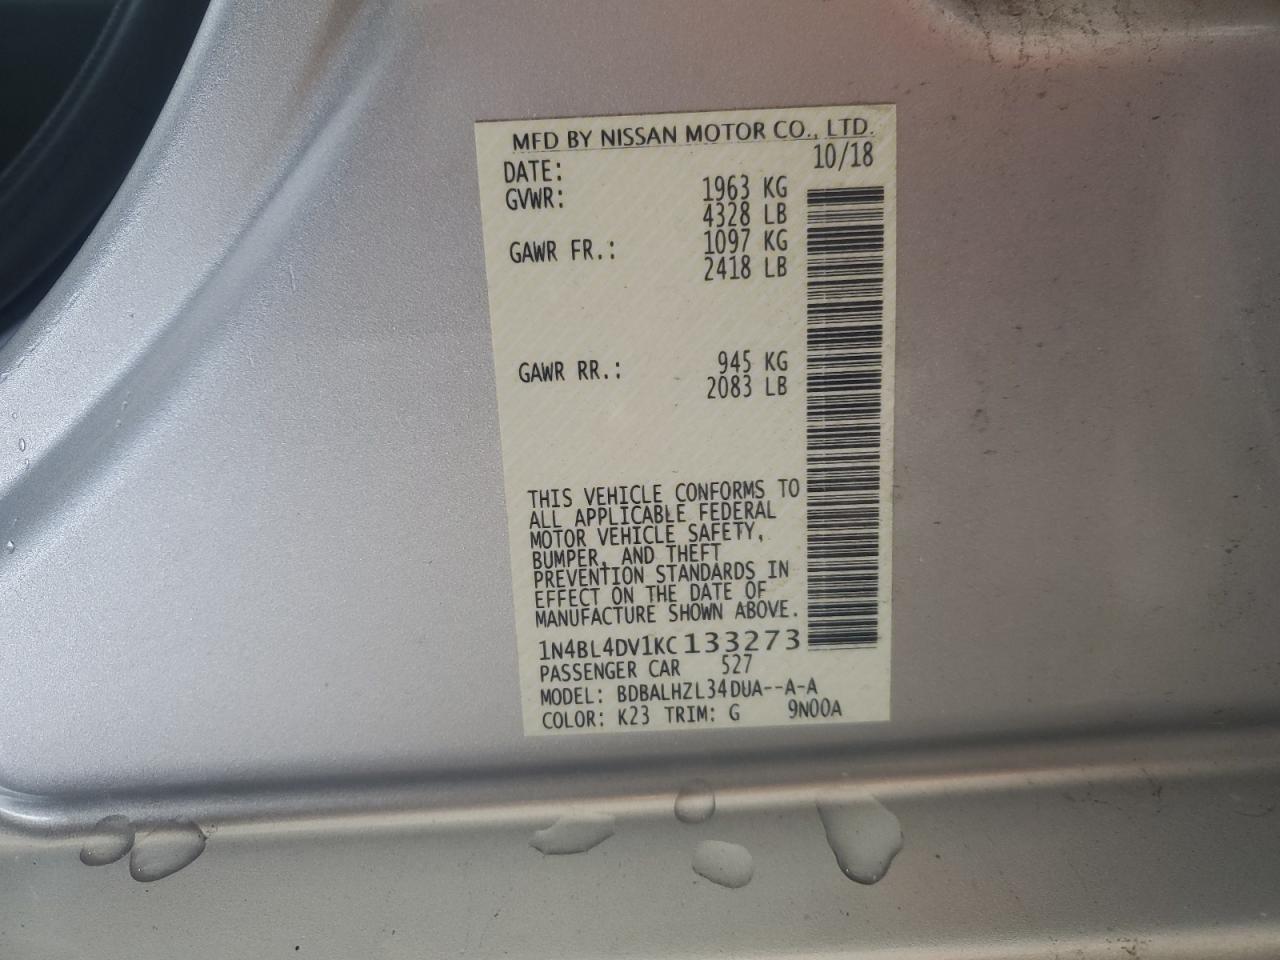 MFD BY NISSAN MOTOR CO., LTD.
DATE: 10/18
GVWR: 1963 KG
4328 LB
GAWR FR.: 1097 KG
2418 LB
GAWR RR.: 945 KG
2083 LB
THIS VEHICLE CONFORMS TO
ALL APPLICABLE FEDERAL
MOTOR VEHICLE SAFETY,
BUMPER, AND THEFT
PREVENTION STANDARDS IN
EFFECT ON THE DATE OF
MANUFACTURE SHOWN ABOVE.
1N4BL4DV1KC133273
PASSENGER CAR 527
MODEL: BDBALHZL34DUA--A-A
COLOR: K23 TRIM: G 9N00A